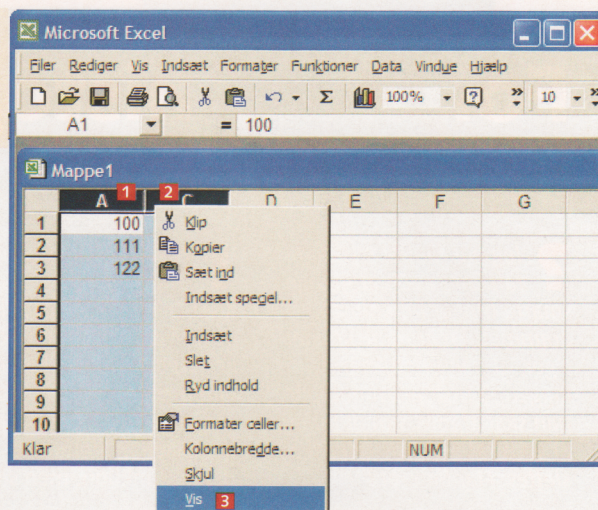 Microsoft Excel
Filer Rediger Vis Indsæt Formater Funktioner Data Vindue Hjælp
Σ 100% ? » 10 »
A1 = 100
Mappe1
A 1 2 C D E F G
1 100
2 111
3 122
4
5
6
7
8
9
10
Klip
Kopier
Sæt ind
Indsæt speciel...
Indsæt
Slet
Ryd indhold
Formater celler...
Kolonnebredde...
Skjul
Vis 3
Klar NUM